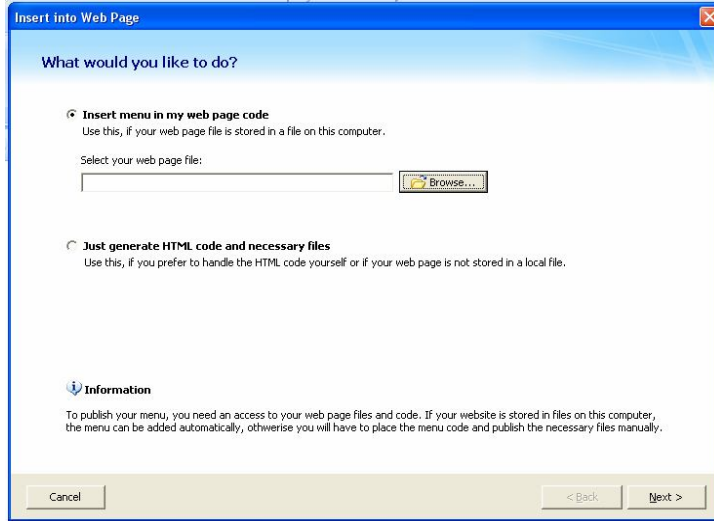 Insert into Web Page
What would you like to do?
Insert menu in my web page code
Use this, if your web page file is stored in a file on this computer.
Select your web page file:
Browse...
Just generate HTML code and necessary files
Use this, if you prefer to handle the HTML code yourself or if your web page is not stored in a local file.
Information
To publish your menu, you need an access to your web page files and code. If your website is stored in files on this computer,
the menu can be added automatically, othwerise you will have to place the menu code and publish the necessary files manually.
Cancel
< Back
Next >